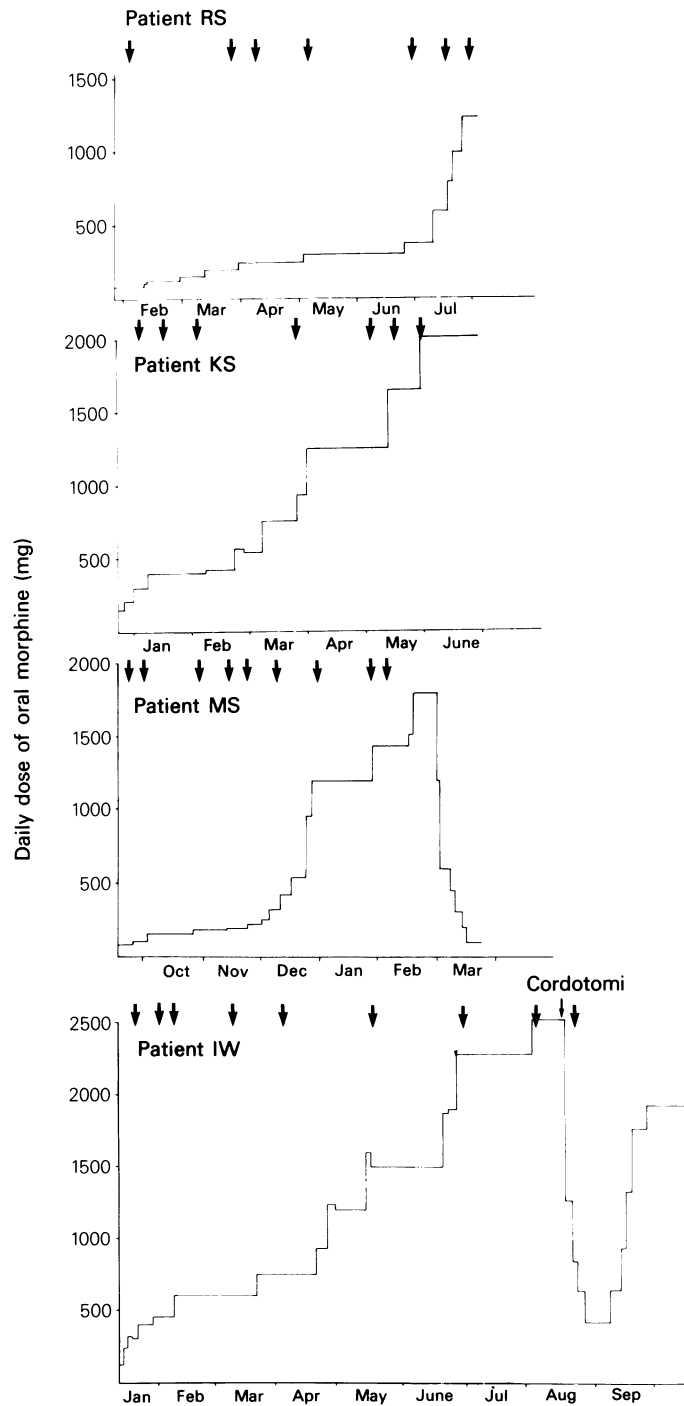 Patient RS
1500
1000
500
Feb Mar Apr May Jun Jul
2000
Patient KS
1500
1000
500
Jan Feb Mar Apr May June
Daily dose of oral morphine (mg)
2000
Patient MS
1500
1000
500
Oct Nov Dec Jan Feb Mar
Cordotomi
2500
Patient IW
2000
1500
1000
500
Jan Feb Mar Apr May June Jul Aug Sep